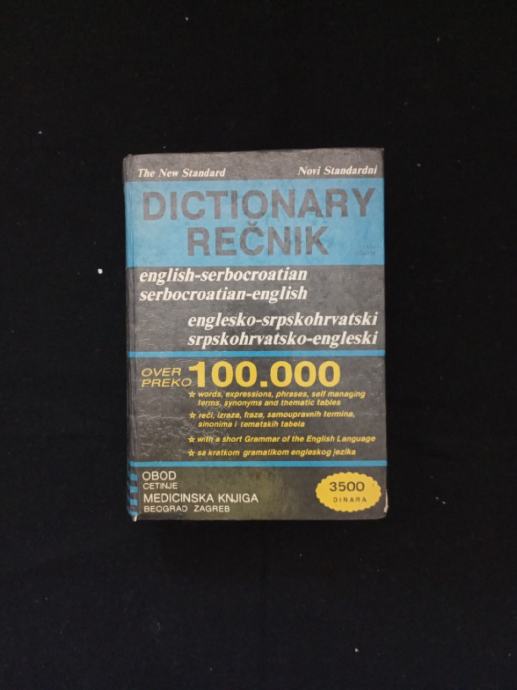 The New Standard
Novi Standardni
DICTIONARY
REČNIK
english-serbocroatian
serbocroatian-english
englesko-srpskohrvatski
srpskohrvatsko-engleski
OVER
PREKO 100.000
☆ words, expressions, phrases, self managing
terms, synonyms and thematic tables
☆ reči, izraza, fraza, samoupravnih termina,
sinonima i tematskih tabela
☆ with a short Grammar of the English Language
☆ sa kratkom gramatikom engleskog jezika
OBOD
CETINJE
MEDICINSKA KNJIGA
BEOGRAD ZAGREB
3500
DINARA